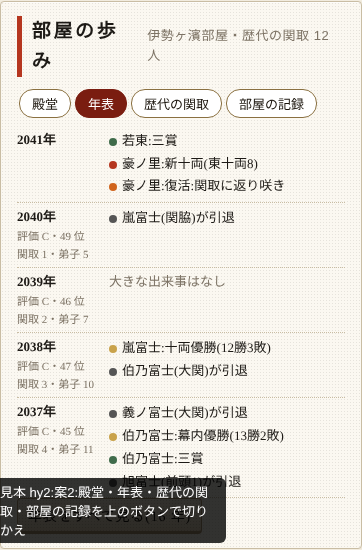 部屋の歩
み
伊勢ヶ濱部屋・歴代の関取 12
人
殿堂
年表
歴代の関取
部屋の記録
2041年
若東:三賞
豪ノ里:新十両(東十両8)
豪ノ里:復活:関取に返り咲き
2040年
評価 C・49 位
関取 1・弟子 5
嵐富士(関脇)が引退
2039年
評価 C・46 位
関取 2・弟子 7
大きな出来事はなし
2038年
評価 C・47 位
関取 3・弟子 10
嵐富士:十両優勝(12勝3敗)
伯乃富士(大関)が引退
2037年
評価 C・45 位
関取 4・弟子 11
義ノ富士(大関)が引退
伯乃富士:幕内優勝(13勝2敗)
伯乃富士:三賞
旭富士(前頭1)が引退
見本 hy2:案2:殿堂・年表・歴代の関
取・部屋の記録を上のボタンで切り
かえ